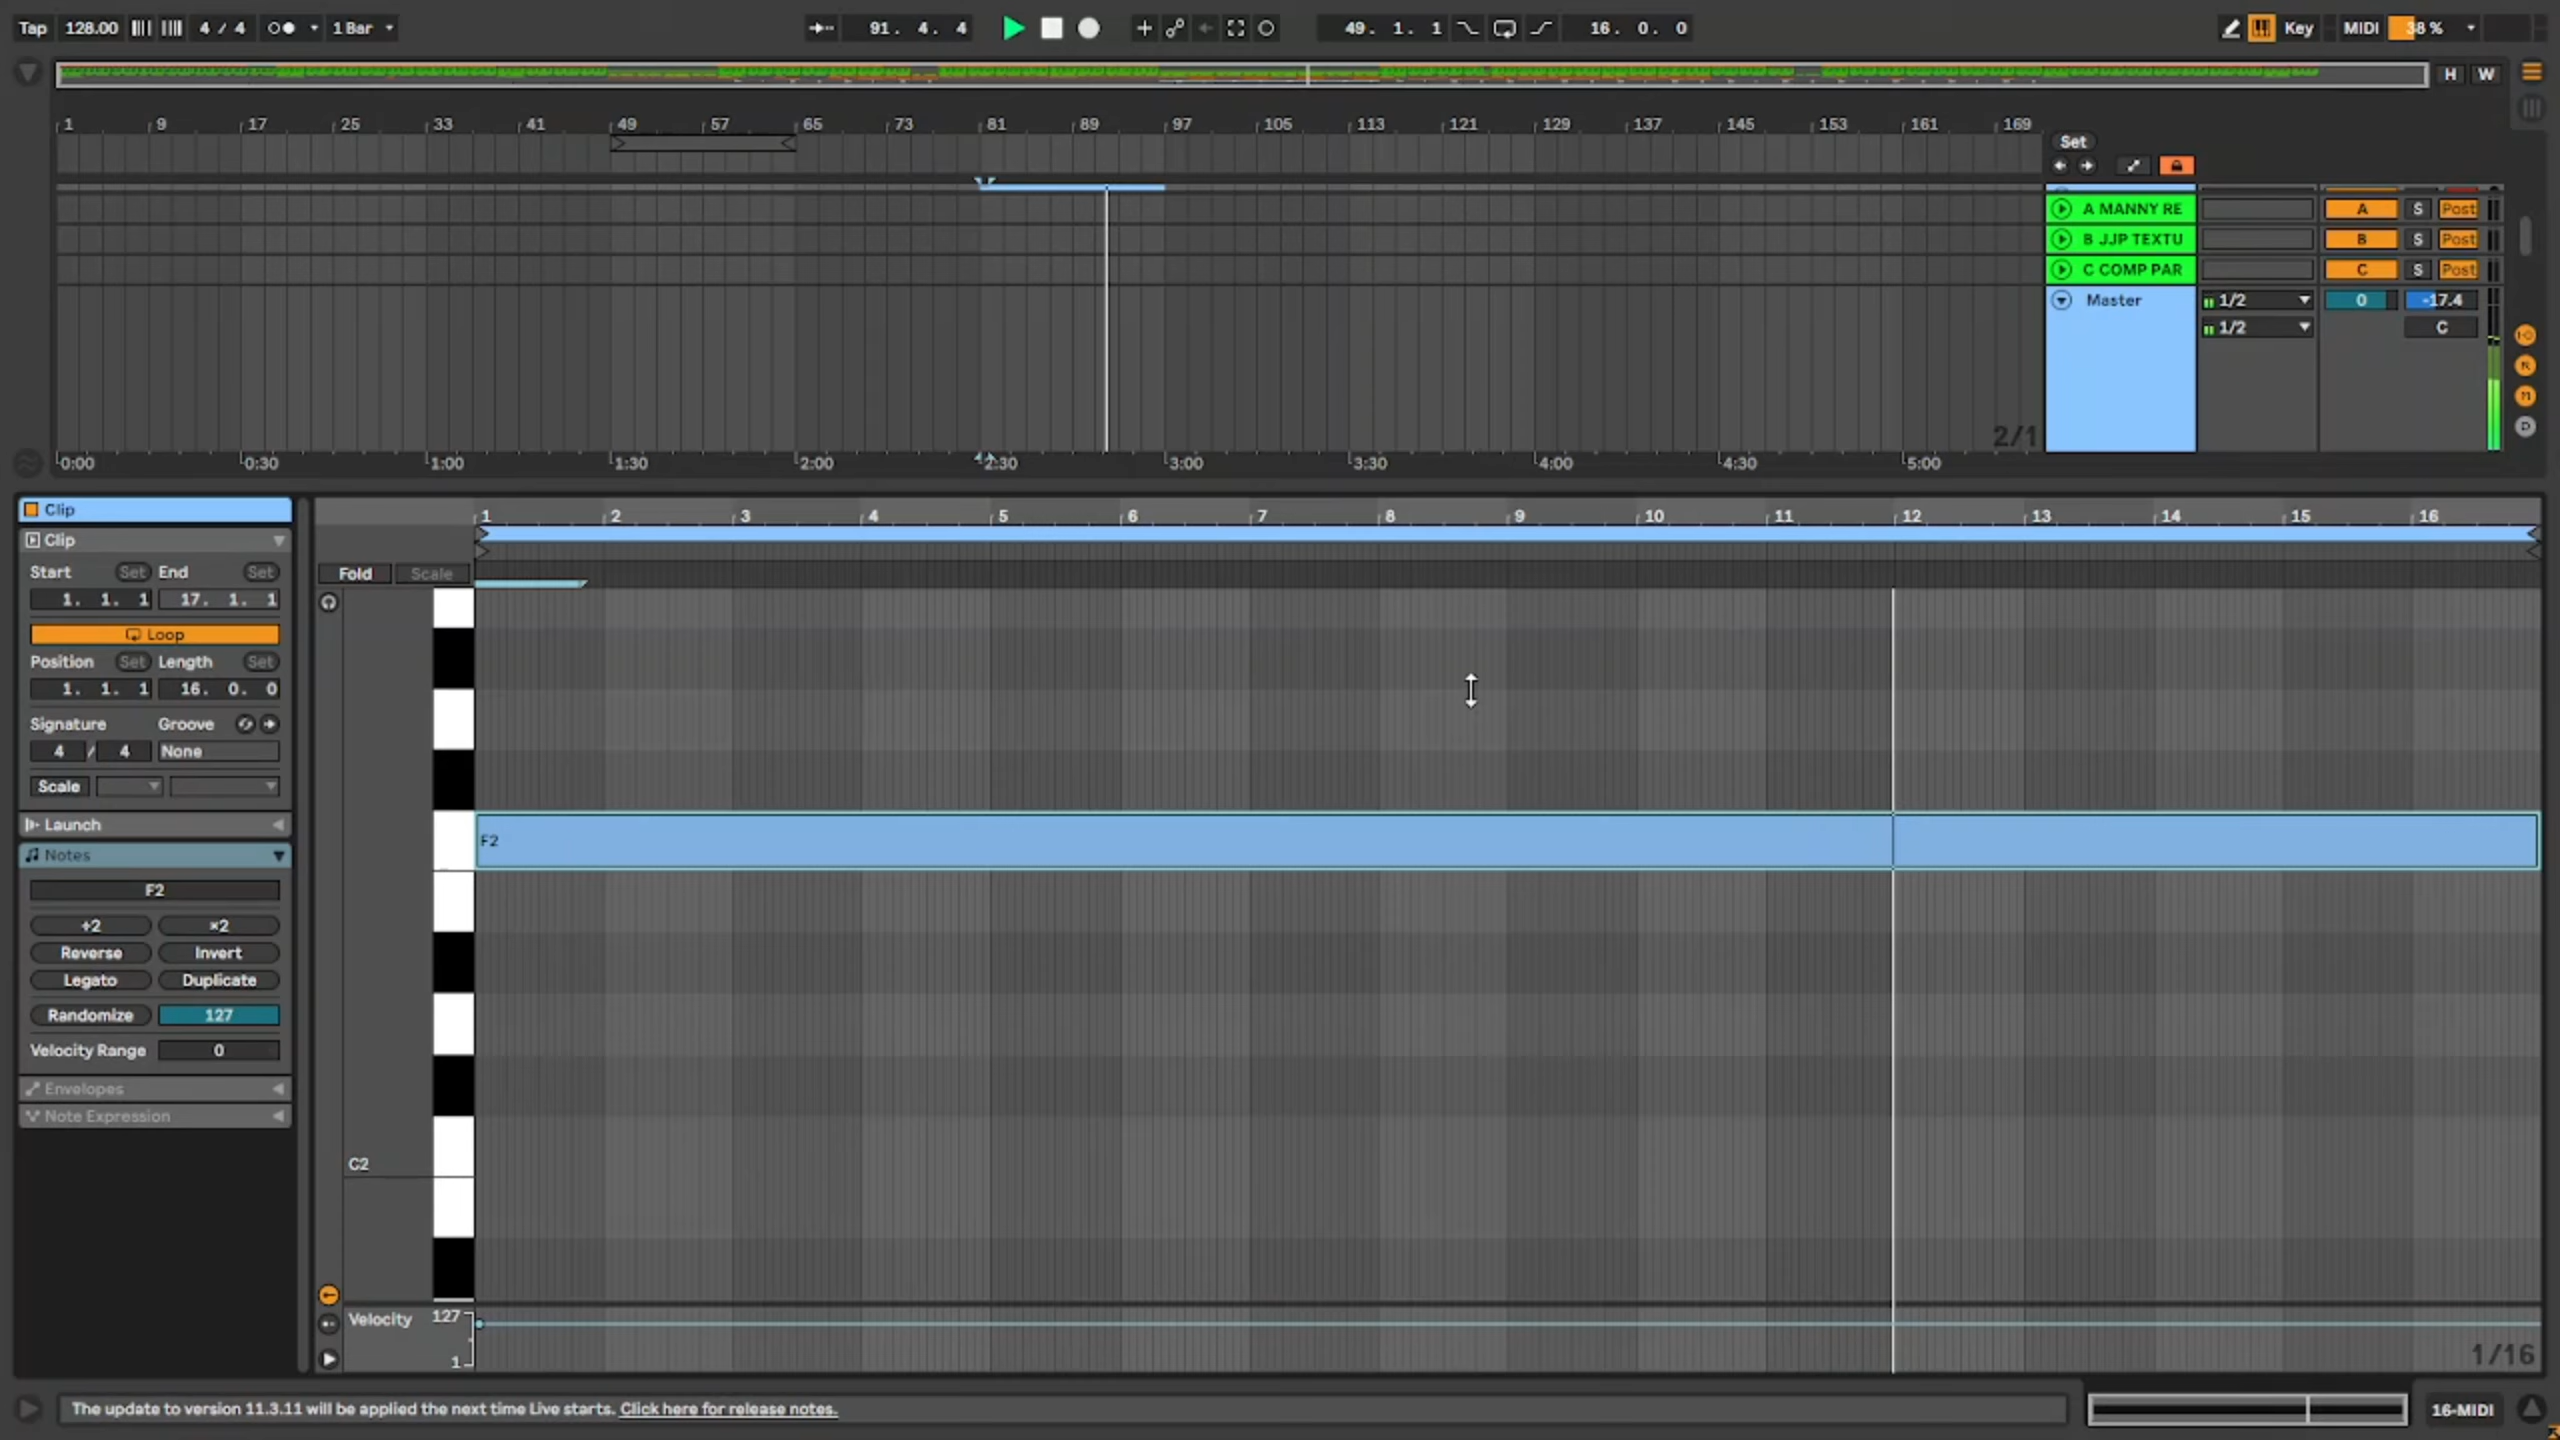 Tap 128.00 4 / 4 1 Bar 91. 4. 4 49. 1. 1 16. 0. 0 Key MIDI 38 %
H W
1 9 17 25 33 41 49 57 65 73 81 89 97 105 113 121 129 137 145 153 161 169
Set
A MANNY RE A S Post
B JJP TEXTU B S Post
C COMP PAR C S Post
Master 1/2 0 -17.4
1/2 C
2/1
0:00 0:30 1:00 1:30 2:00 2:30 3:00 3:30 4:00 4:30 5:00
Clip
1 2 3 4 5 6 7 8 9 10 11 12 13 14 15 16
Clip
Start Set End Set
Fold Scale
1. 1. 1 17. 1. 1
Loop
Position Set Length Set
1. 1. 1 16. 0. 0
Signature Groove
4 / 4 None
Scale
Launch
F2
Notes
F2
÷2 ×2
Reverse Invert
Legato Duplicate
Randomize 127
Velocity Range 0
Envelopes
Note Expression
C2
Velocity 127
1
1/16
The update to version 11.3.11 will be applied the next time Live starts. Click here for release notes.
16-MIDI